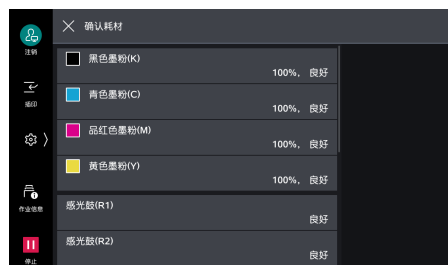 确认耗材
注销
黑色墨粉(K)
100%， 良好
插印
青色墨粉(C)
100%， 良好
品红色墨粉(M)
100%， 良好
黄色墨粉(Y)
100%， 良好
作业信息
感光鼓(R1)
良好
停止
感光鼓(R2)
良好